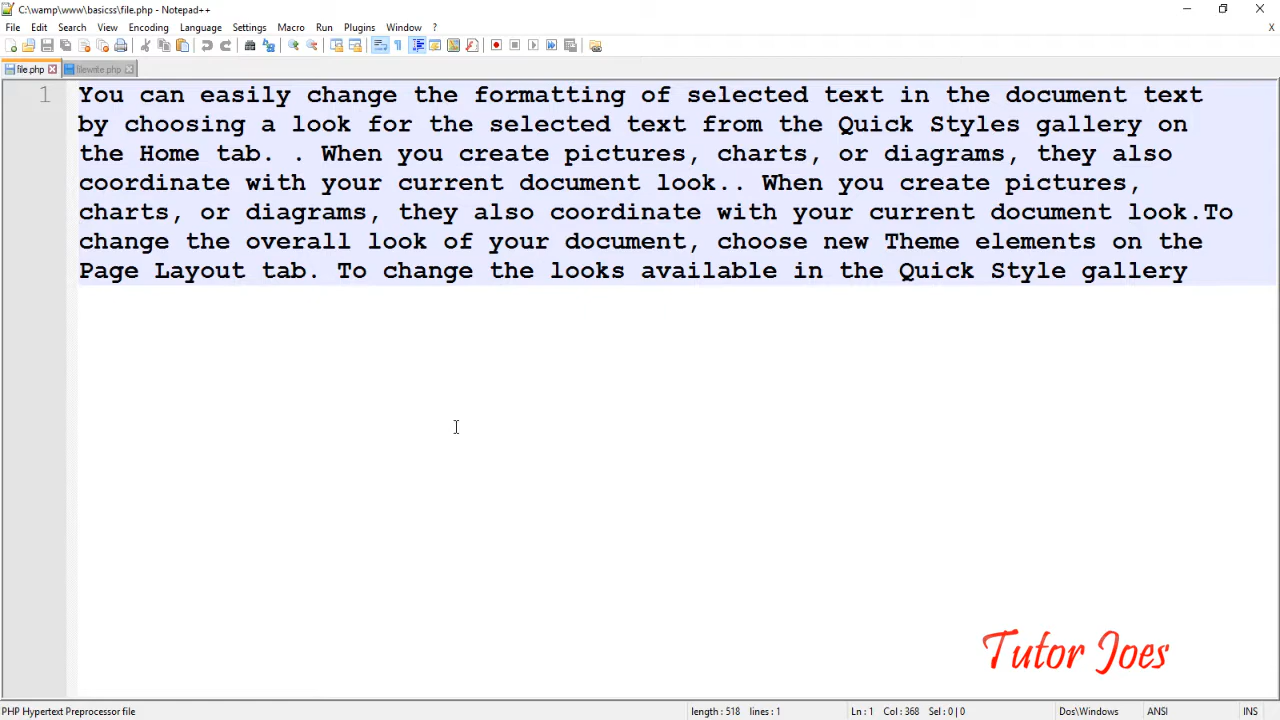 C:\wamp\www\basicss\file.php - Notepad++
File Edit Search View Encoding Language Settings Macro Run Plugins Window ? X
file.php filewrite.php
1 You can easily change the formatting of selected text in the document text
by choosing a look for the selected text from the Quick Styles gallery on
the Home tab. . When you create pictures, charts, or diagrams, they also
coordinate with your current document look.. When you create pictures,
charts, or diagrams, they also coordinate with your current document look.To
change the overall look of your document, choose new Theme elements on the
Page Layout tab. To change the looks available in the Quick Style gallery
Tutor Joes
PHP Hypertext Preprocessor file length : 518 lines : 1 Ln : 1 Col : 368 Sel : 0 | 0 Dos\Windows ANSI INS